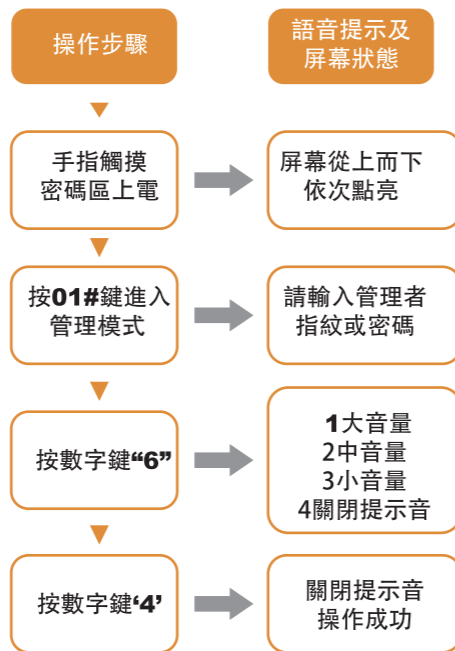 操作步驟
語音提示及
屏幕狀態
手指觸摸
密碼區上電
屏幕從上而下
依次點亮
按01#鍵進入
管理模式
請輸入管理者
指紋或密碼
按數字鍵“6”
1大音量
2中音量
3小音量
4關閉提示音
按數字鍵‘4’
關閉提示音
操作成功